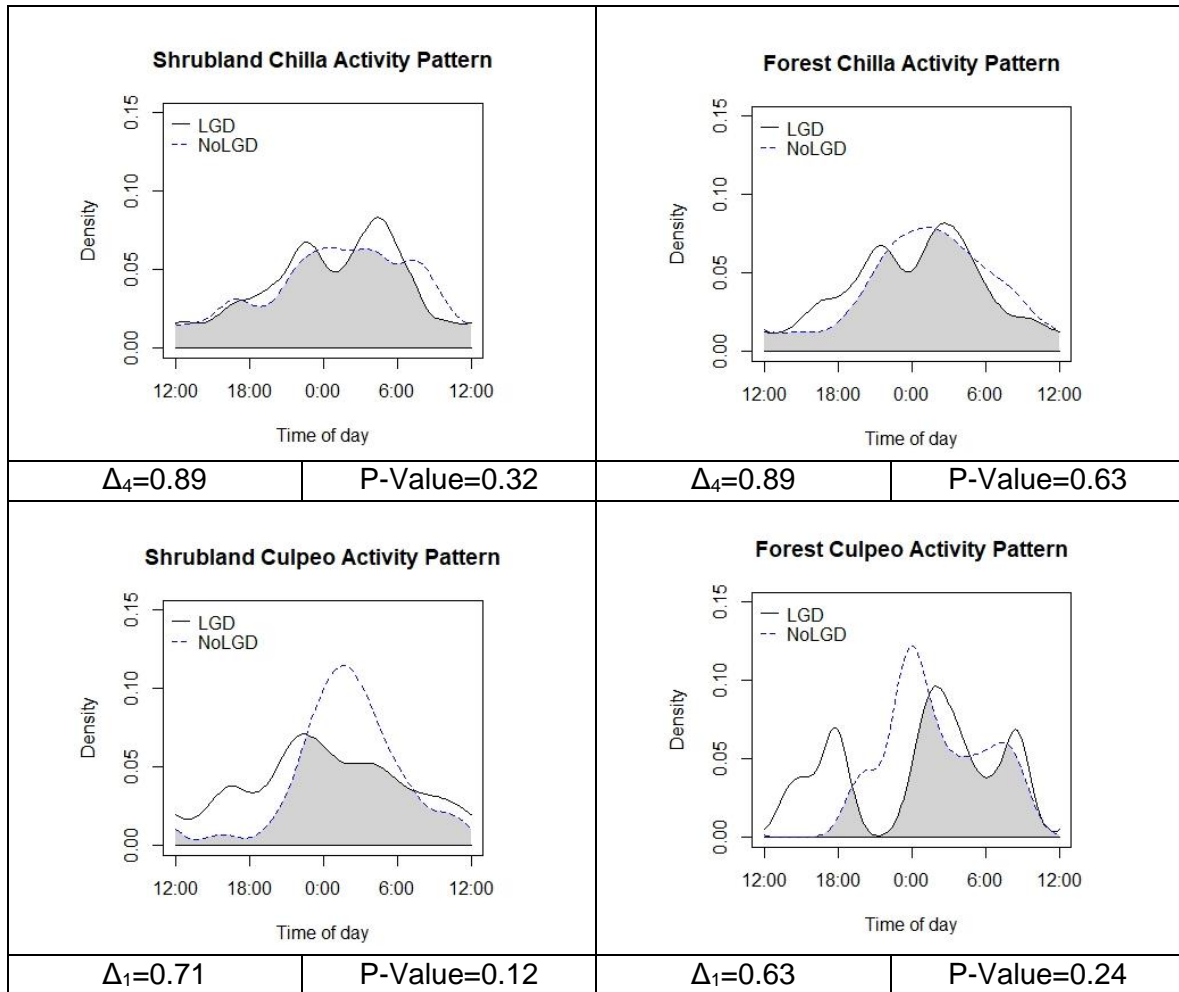 Shrubland Chilla Activity Pattern
LGD
NoLGD
0.15
0.10
0.05
0.00
Density
12:00 18:00 0:00 6:00 12:00
Time of day
Forest Chilla Activity Pattern
LGD
NoLGD
0.15
0.10
0.05
0.00
Density
12:00 18:00 0:00 6:00 12:00
Time of day
Δ₄=0.89 P-Value=0.32 Δ₄=0.89 P-Value=0.63
Shrubland Culpeo Activity Pattern
LGD
NoLGD
0.15
0.10
0.05
0.00
Density
12:00 18:00 0:00 6:00 12:00
Time of day
Forest Culpeo Activity Pattern
LGD
NoLGD
0.15
0.10
0.05
0.00
Density
12:00 18:00 0:00 6:00 12:00
Time of day
Δ₁=0.71 P-Value=0.12 Δ₁=0.63 P-Value=0.24